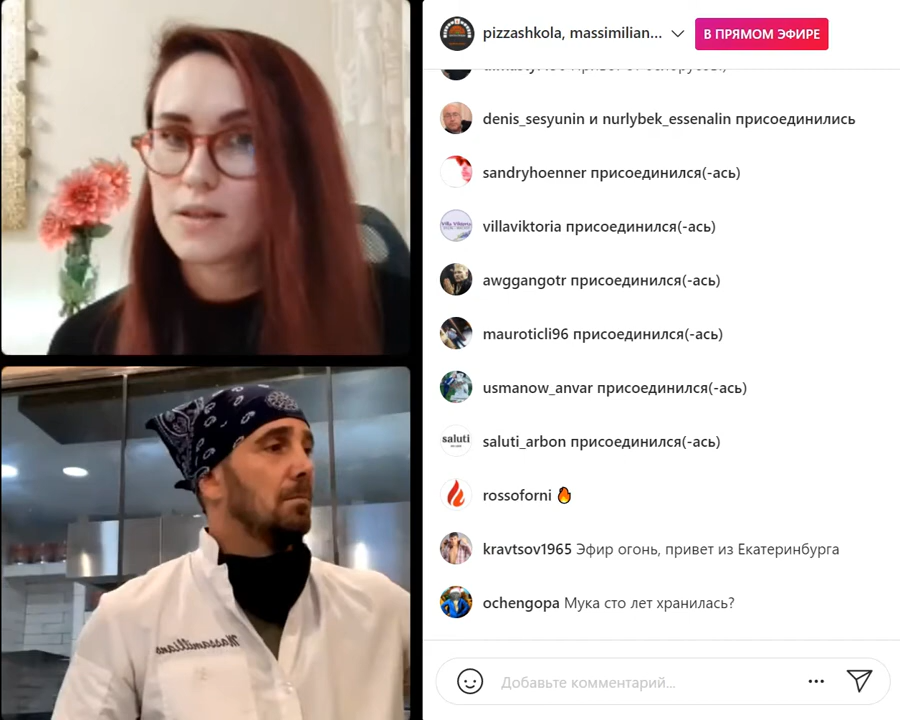 pizzashkola, massimilian...
В ПРЯМОМ ЭФИРЕ
denis_sesyunin и nurlybek_essenalin присоединились
sandryhoenner присоединился(-ась)
villaviktoria присоединился(-ась)
awggangotr присоединился(-ась)
mauroticli96 присоединился(-ась)
usmanow_anvar присоединился(-ась)
saluti
saluti_arbon присоединился(-ась)
rossoforni 🔥
kravtsov1965 Эфир огонь, привет из Екатеринбурга
ochengopa Мука сто лет хранилась?
Добавьте комментарий...
Massimiliano